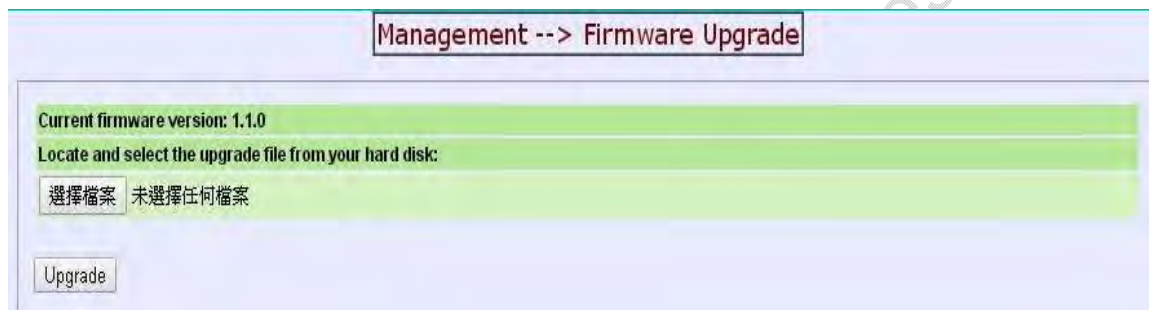 Management --> Firmware Upgrade
Current firmware version: 1.1.0
Locate and select the upgrade file from your hard disk:
選擇檔案 未選擇任何檔案
Upgrade